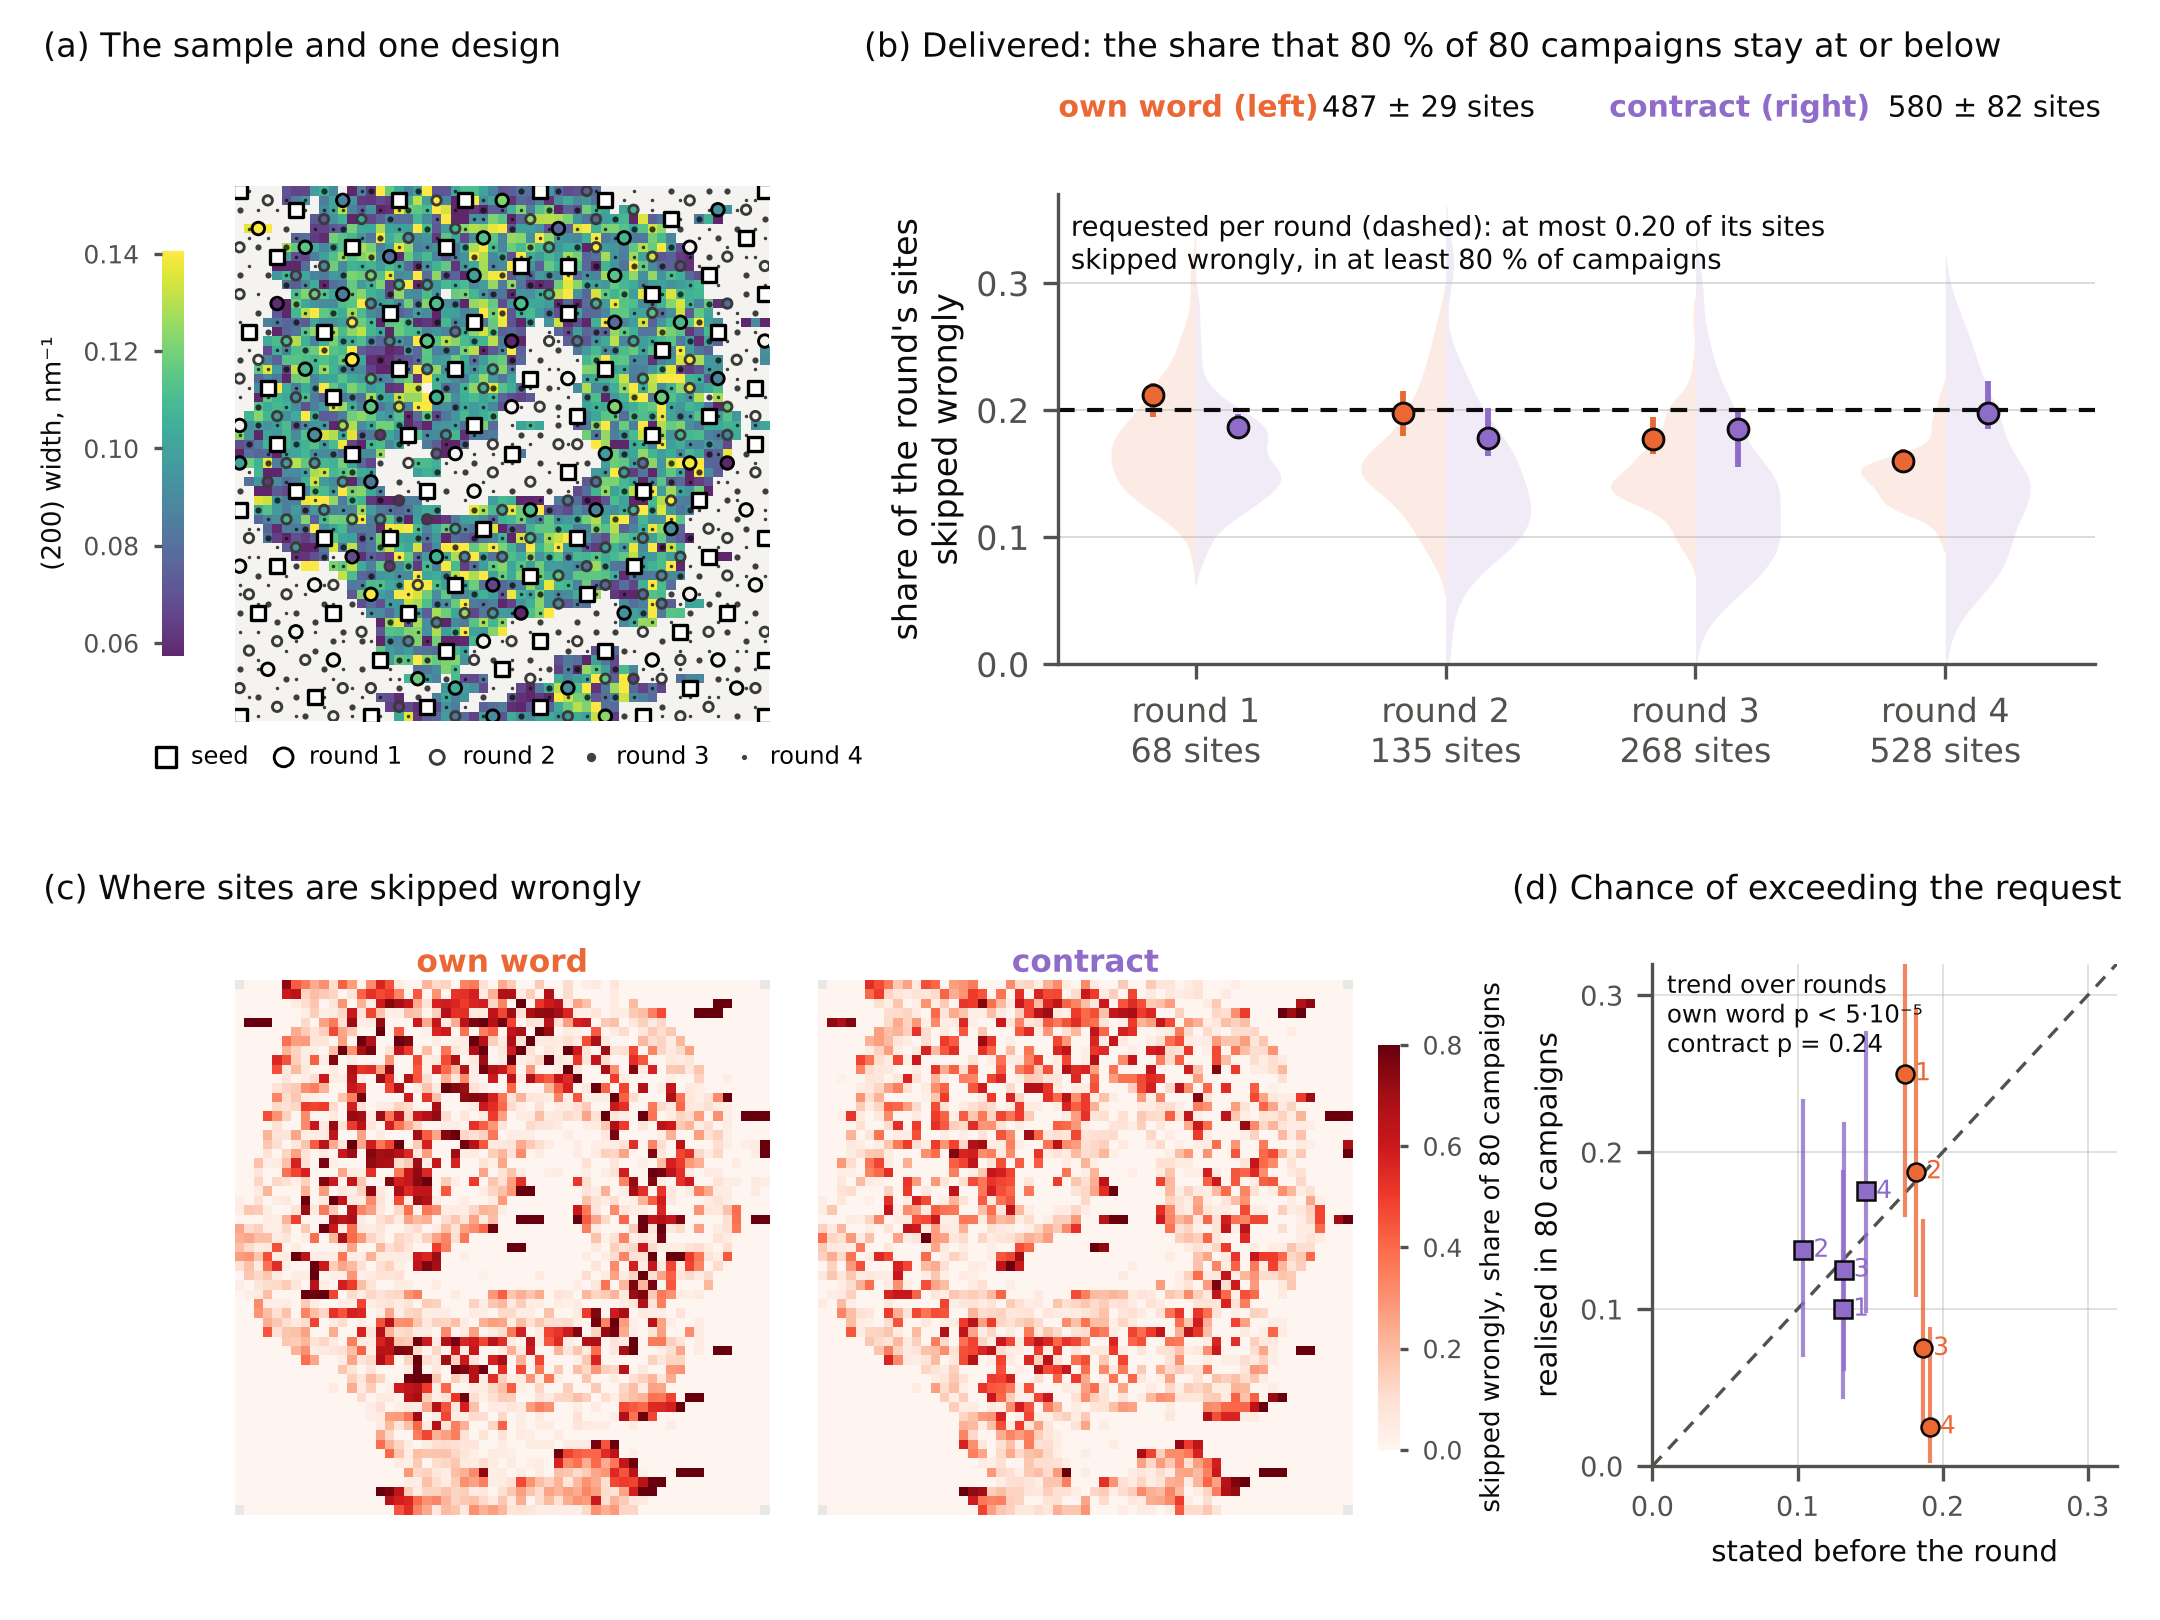 (a) The sample and one design
(200) width, nm⁻¹
0.14
0.12
0.10
0.08
0.06
seed
round 1
round 2
round 3
round 4
(b) Delivered: the share that 80 % of 80 campaigns stay at or below
own word (left) 487 ± 29 sites
contract (right) 580 ± 82 sites
share of the round's sites
skipped wrongly
requested per round (dashed): at most 0.20 of its sites
skipped wrongly, in at least 80 % of campaigns
0.3
0.2
0.1
0.0
round 1
68 sites
round 2
135 sites
round 3
268 sites
round 4
528 sites
(c) Where sites are skipped wrongly
own word
contract
0.8
0.6
0.4
0.2
0.0
skipped wrongly, share of 80 campaigns
(d) Chance of exceeding the request
realised in 80 campaigns
trend over rounds
own word p < 5·10⁻⁵
contract p = 0.24
0.3
0.2
0.1
0.0
1
2
3
4
4
2
3
1
0.0
0.1
0.2
0.3
stated before the round